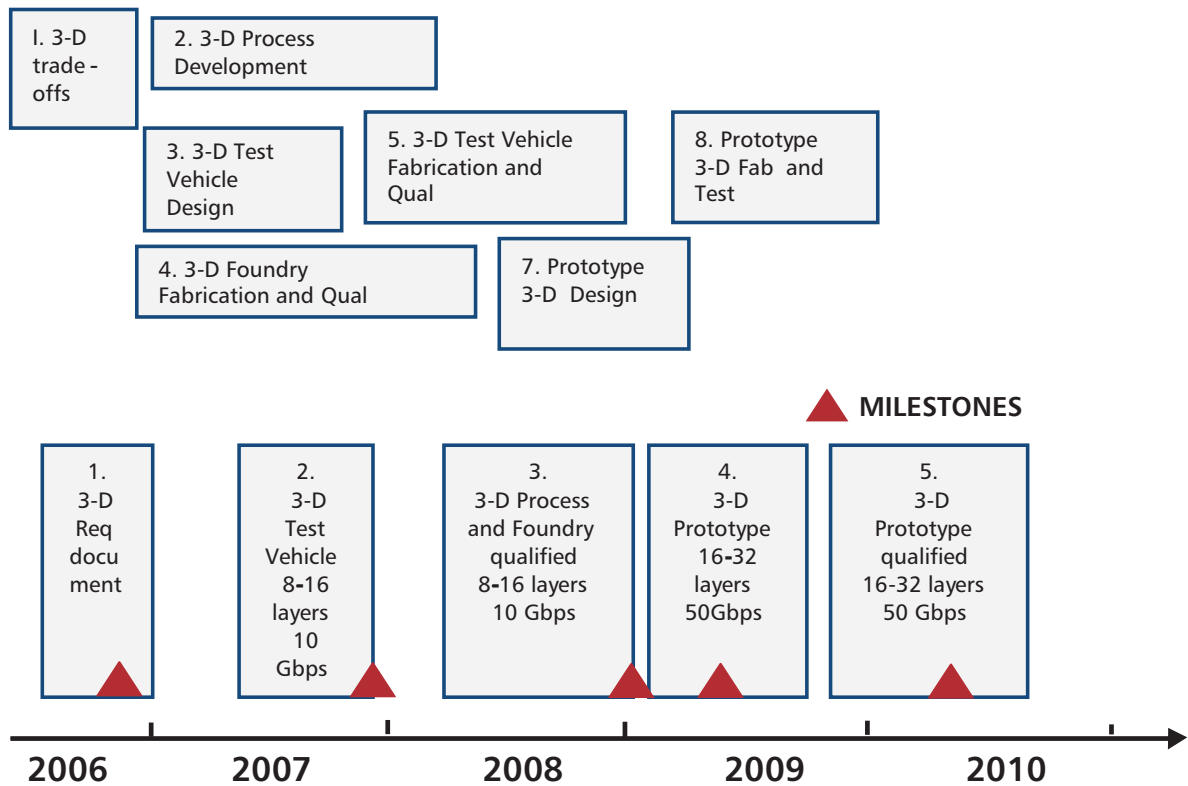 I. 3-D
trade -
offs
2. 3-D Process
Development
3. 3-D Test
Vehicle
Design
5. 3-D Test Vehicle
Fabrication and
Qual
8. Prototype
3-D Fab and
Test
4. 3-D Foundry
Fabrication and Qual
7. Prototype
3-D Design
MILESTONES
1.
3-D
Req
docu
ment
2.
3-D
Test
Vehicle
8-16
layers
10
Gbps
3.
3-D Process
and Foundry
qualified
8-16 layers
10 Gbps
4.
3-D
Prototype
16-32
layers
50Gbps
5.
3-D
Prototype
qualified
16-32 layers
50 Gbps
2006 2007 2008 2009 2010